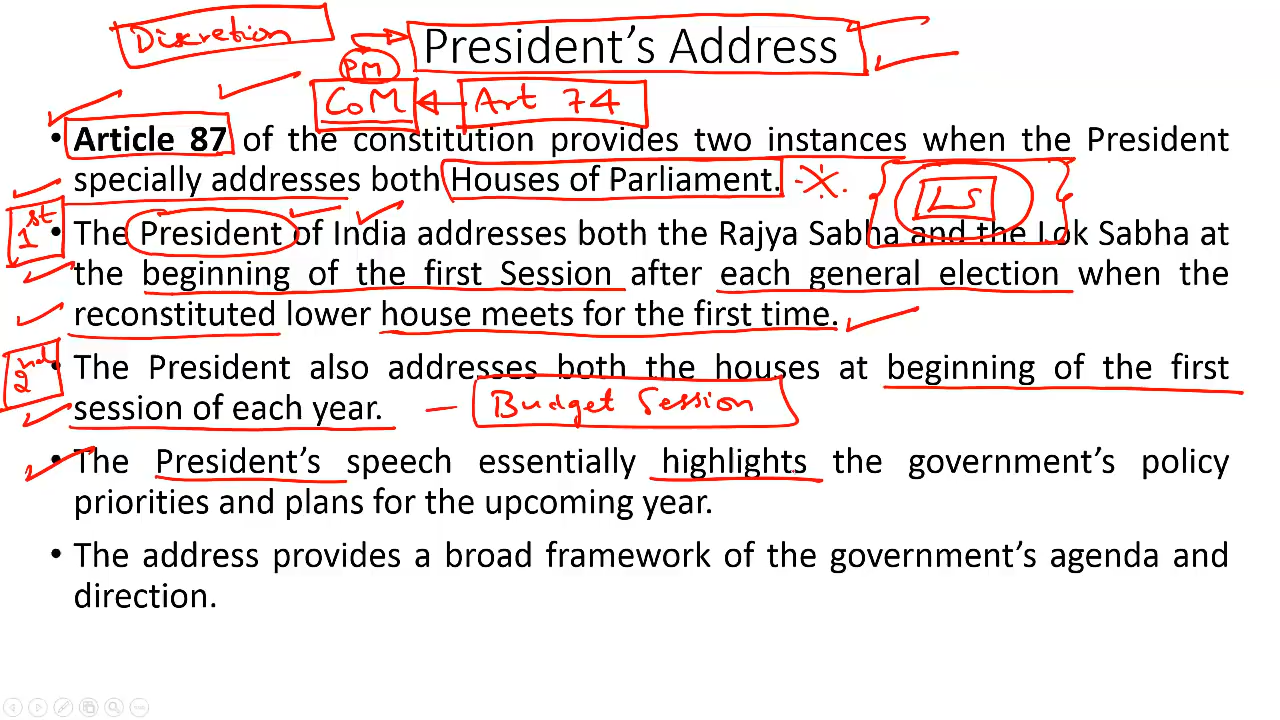 Discretion
President's Address
PM
CoM ← Art 74
• Article 87 of the constitution provides two instances when the President
specially addresses both Houses of Parliament.
LS
1st
• The President of India addresses both the Rajya Sabha and the Lok Sabha at
the beginning of the first Session after each general election when the
reconstituted lower house meets for the first time.
2nd
• The President also addresses both the houses at beginning of the first
session of each year. — Budget Session
• The President's speech essentially highlights the government's policy
priorities and plans for the upcoming year.
• The address provides a broad framework of the government's agenda and
direction.